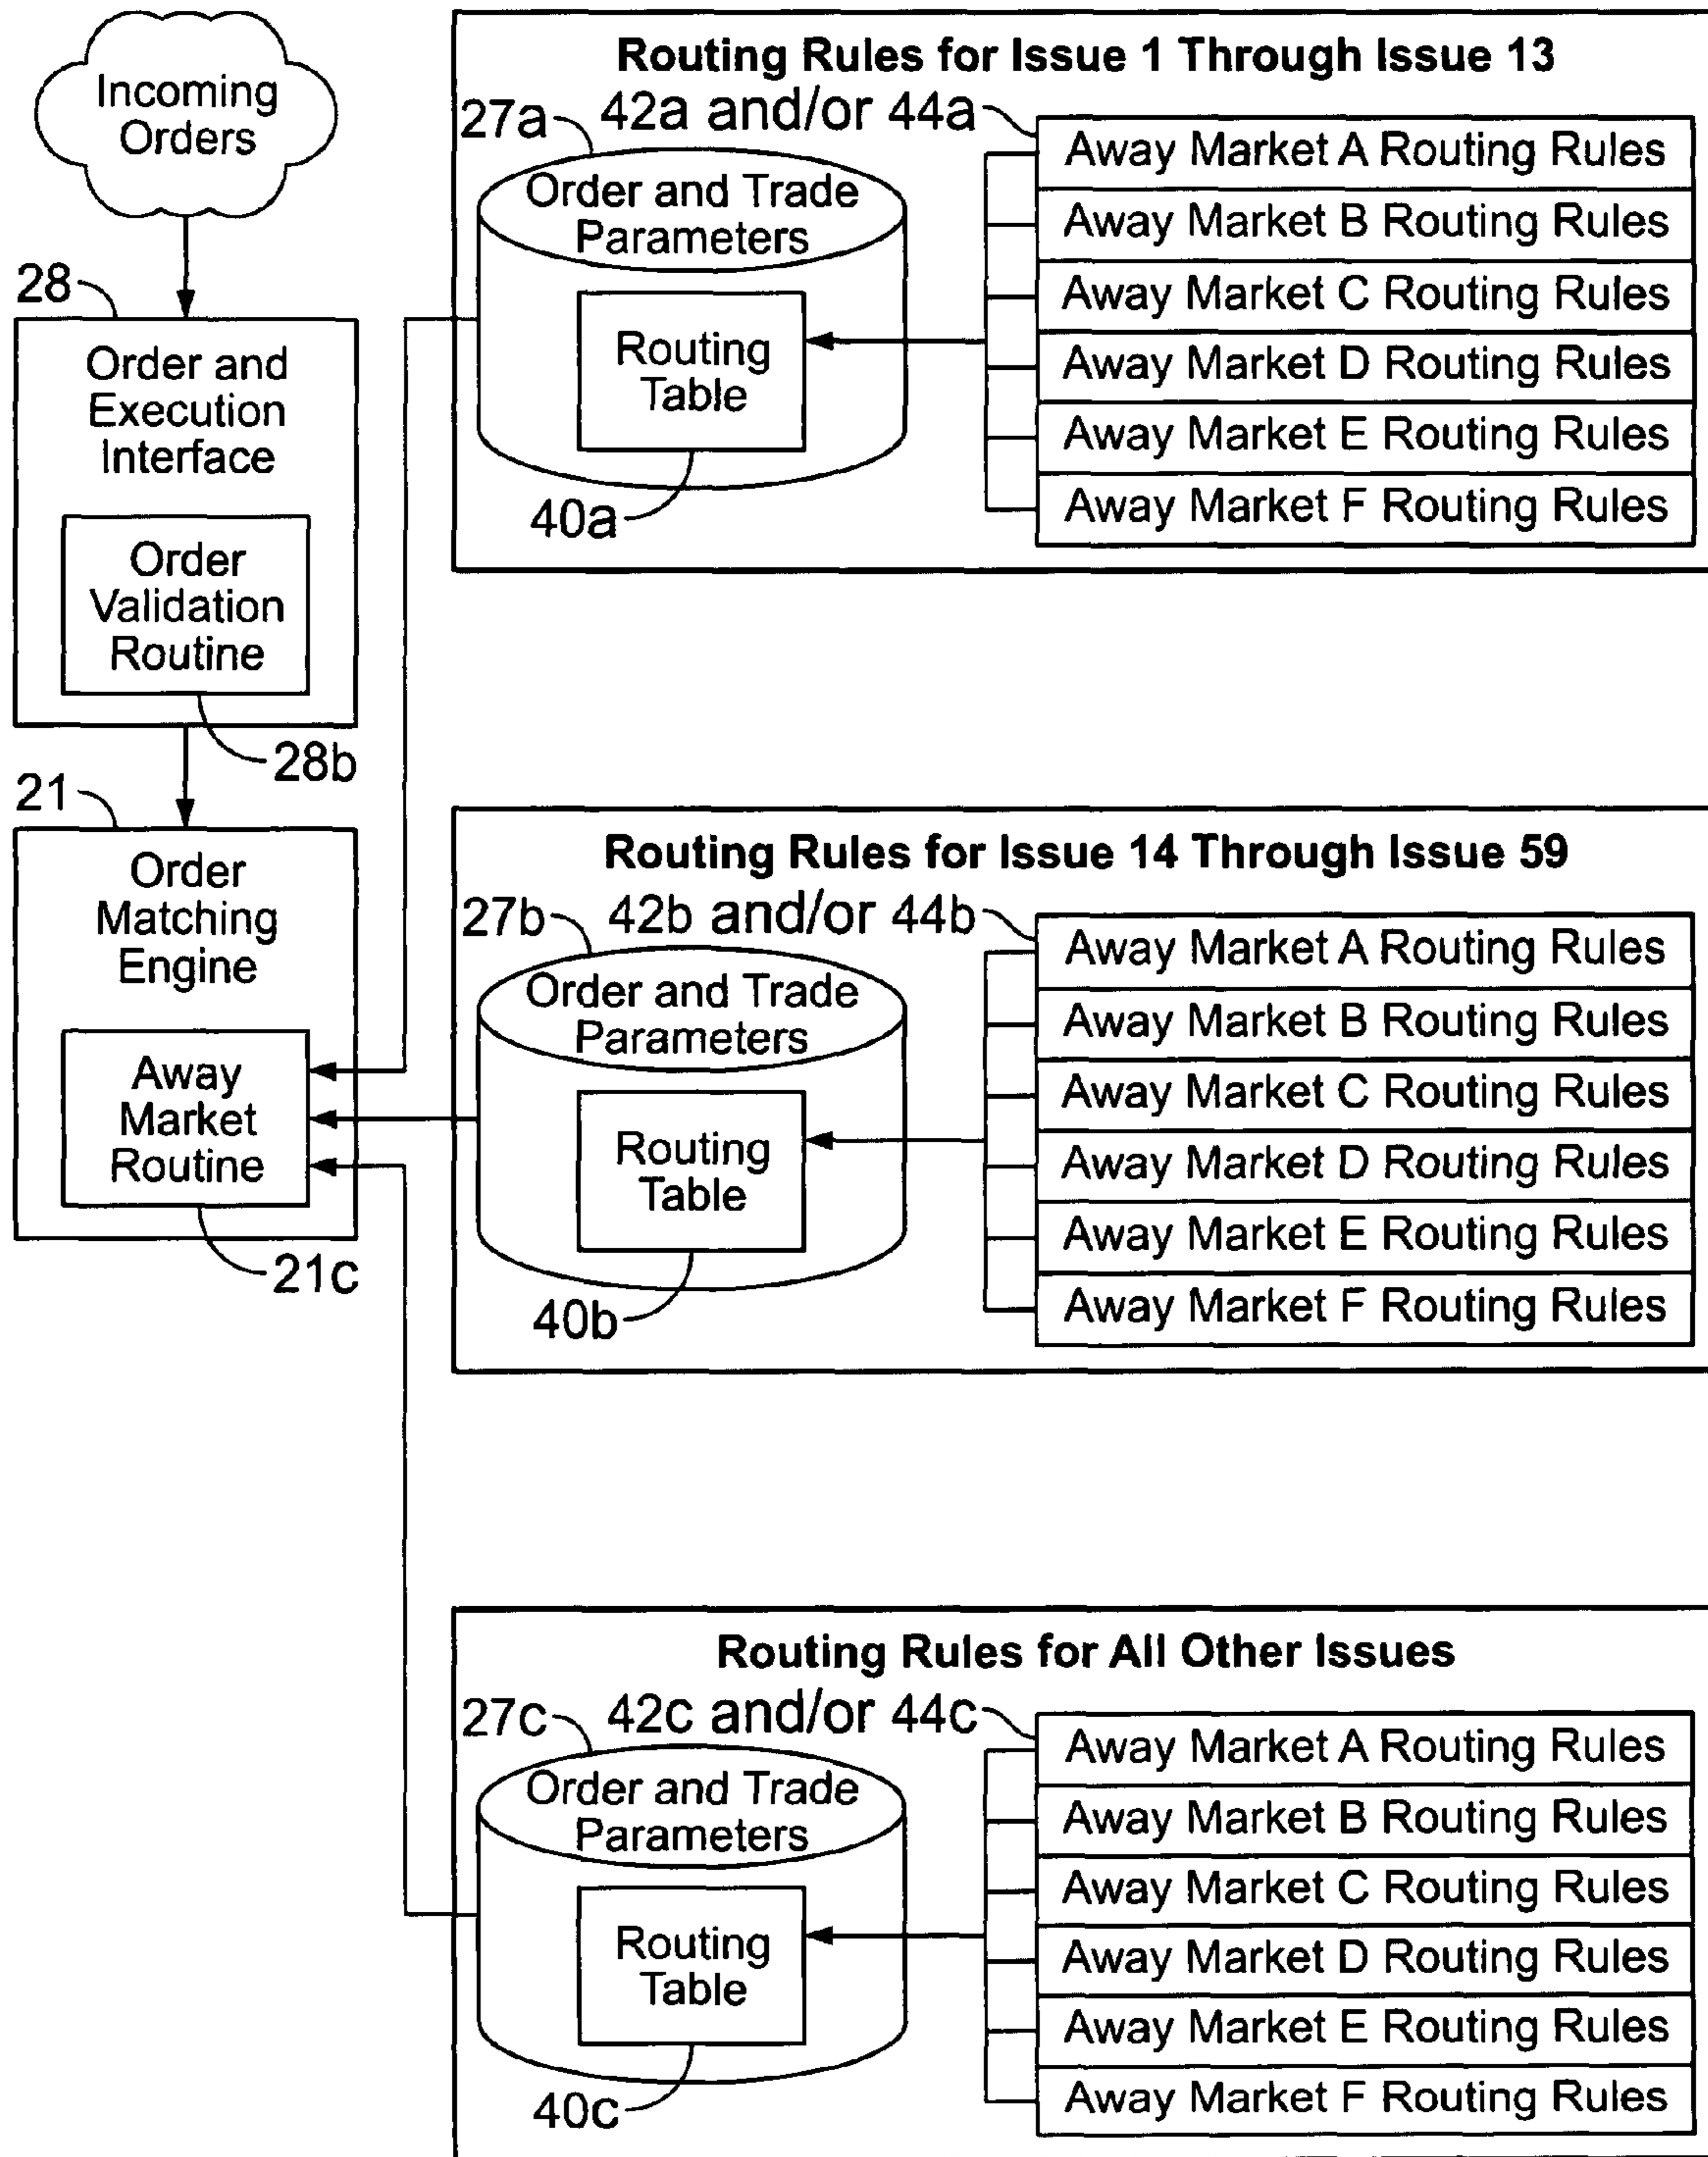 Incoming
Orders
28
Order and
Execution
Interface
Order
Validation
Routine
28b
21
Order
Matching
Engine
Away
Market
Routine
21c
Routing Rules for Issue 1 Through Issue 13
27a
42a and/or 44a
Order and Trade
Parameters
Routing
Table
40a
Away Market A Routing Rules
Away Market B Routing Rules
Away Market C Routing Rules
Away Market D Routing Rules
Away Market E Routing Rules
Away Market F Routing Rules
Routing Rules for Issue 14 Through Issue 59
27b
42b and/or 44b
Order and Trade
Parameters
Routing
Table
40b
Away Market A Routing Rules
Away Market B Routing Rules
Away Market C Routing Rules
Away Market D Routing Rules
Away Market E Routing Rules
Away Market F Routing Rules
Routing Rules for All Other Issues
27c
42c and/or 44c
Order and Trade
Parameters
Routing
Table
40c
Away Market A Routing Rules
Away Market B Routing Rules
Away Market C Routing Rules
Away Market D Routing Rules
Away Market E Routing Rules
Away Market F Routing Rules